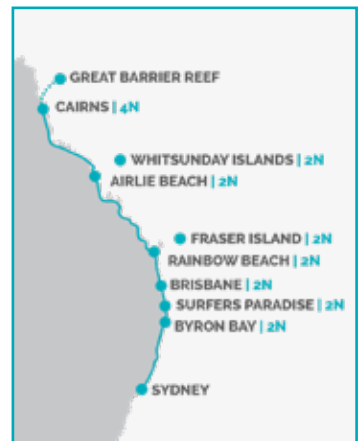 GREAT BARRIER REEF
CAIRNS | 4N
WHITSUNDAY ISLANDS | 2N
AIRLIE BEACH | 2N
FRASER ISLAND | 2N
RAINBOW BEACH | 2N
BRISBANE | 2N
SURFERS PARADISE | 2N
BYRON BAY | 2N
SYDNEY